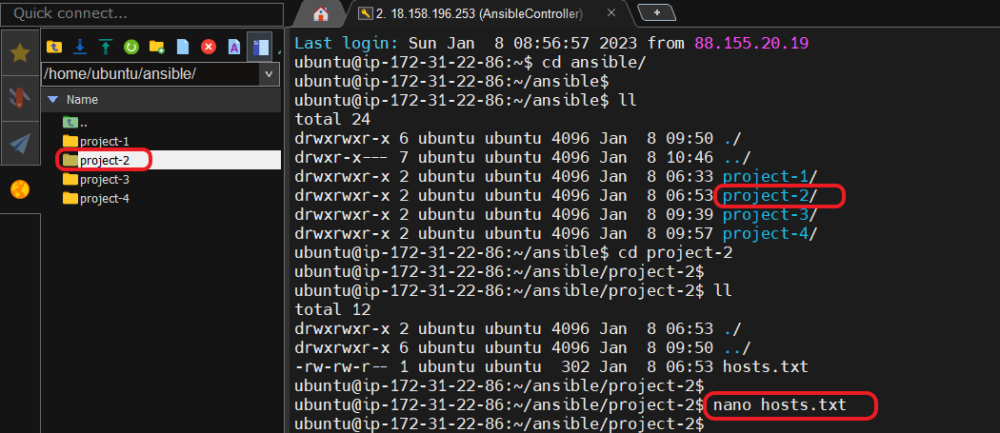 Quick connect...
2. 18.158.196.253 (AnsibleController)
/home/ubuntu/ansible/
Name
..
project-1
project-2
project-3
project-4
Last login: Sun Jan  8 08:56:57 2023 from 88.155.20.19
ubuntu@ip-172-31-22-86:~$ cd ansible/
ubuntu@ip-172-31-22-86:~/ansible$
ubuntu@ip-172-31-22-86:~/ansible$ ll
total 24
drwxrwxr-x 6 ubuntu ubuntu 4096 Jan  8 09:50 ./
drwxr-x--- 7 ubuntu ubuntu 4096 Jan  8 10:46 ../
drwxrwxr-x 2 ubuntu ubuntu 4096 Jan  8 06:33 project-1/
drwxrwxr-x 2 ubuntu ubuntu 4096 Jan  8 06:53 project-2/
drwxrwxr-x 2 ubuntu ubuntu 4096 Jan  8 09:39 project-3/
drwxrwxr-x 2 ubuntu ubuntu 4096 Jan  8 09:57 project-4/
ubuntu@ip-172-31-22-86:~/ansible$ cd project-2
ubuntu@ip-172-31-22-86:~/ansible/project-2$
ubuntu@ip-172-31-22-86:~/ansible/project-2$ ll
total 12
drwxrwxr-x 2 ubuntu ubuntu 4096 Jan  8 06:53 ./
drwxrwxr-x 6 ubuntu ubuntu 4096 Jan  8 09:50 ../
-rw-rw-r-- 1 ubuntu ubuntu  302 Jan  8 06:53 hosts.txt
ubuntu@ip-172-31-22-86:~/ansible/project-2$
ubuntu@ip-172-31-22-86:~/ansible/project-2$ nano hosts.txt
ubuntu@ip-172-31-22-86:~/ansible/project-2$